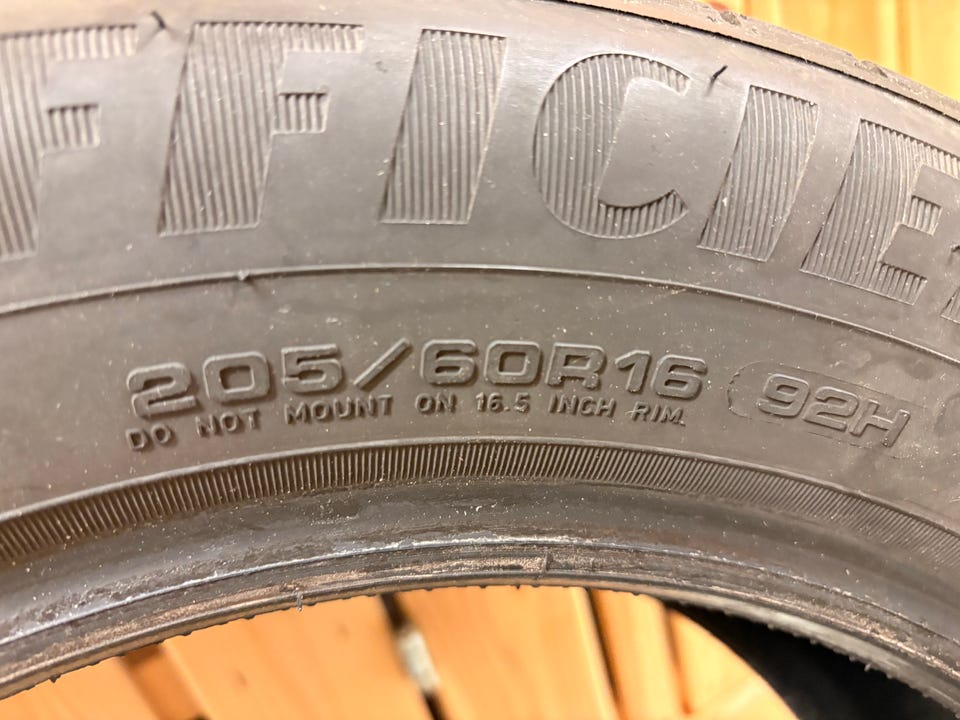 FFICIE
205/60R16 92H
DO NOT MOUNT ON 16.5 INCH RIM.